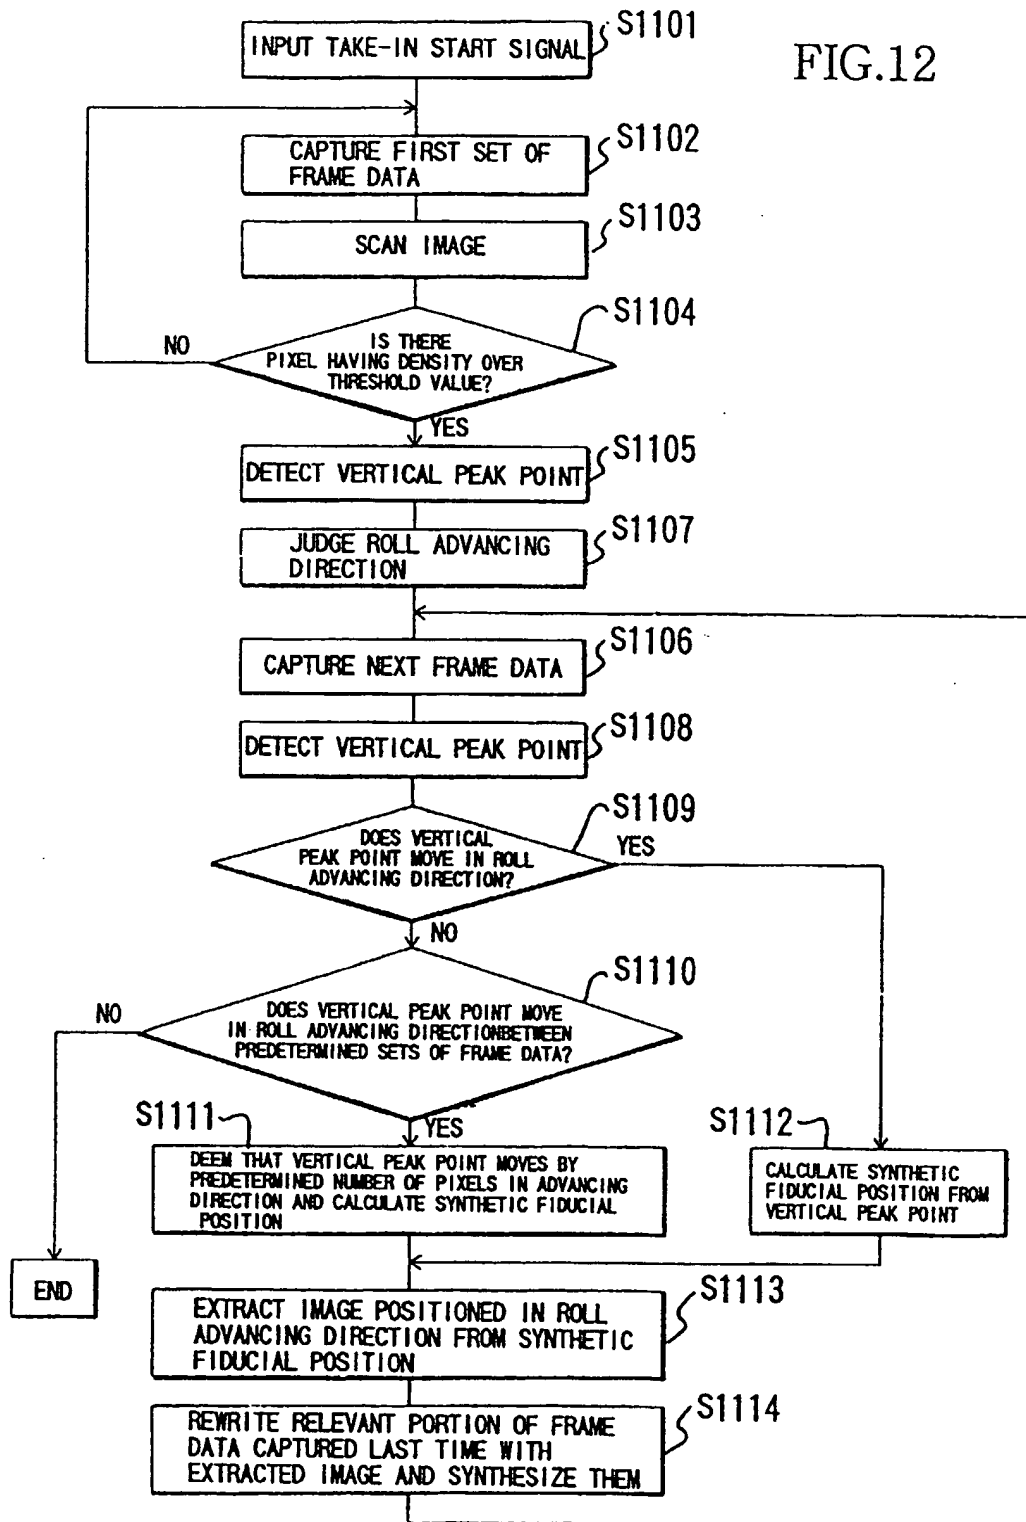 FIG.12
S1101
INPUT TAKE-IN START SIGNAL
S1102
CAPTURE FIRST SET OF
FRAME DATA
S1103
SCAN IMAGE
S1104
IS THERE
PIXEL HAVING DENSITY OVER
THRESHOLD VALUE?
NO
YES
S1105
DETECT VERTICAL PEAK POINT
S1107
JUDGE ROLL ADVANCING
DIRECTION
S1106
CAPTURE NEXT FRAME DATA
S1108
DETECT VERTICAL PEAK POINT
S1109
DOES VERTICAL
PEAK POINT MOVE IN ROLL
ADVANCING DIRECTION?
YES
NO
S1110
DOES VERTICAL PEAK POINT MOVE
IN ROLL ADVANCING DIRECTIONBETWEEN
PREDETERMINED SETS OF FRAME DATA?
NO
YES
S1111
DEEM THAT VERTICAL PEAK POINT MOVES BY
PREDETERMINED NUMBER OF PIXELS IN ADVANCING
DIRECTION AND CALCULATE SYNTHETIC FIDUCIAL
POSITION
S1112
CALCULATE SYNTHETIC
FIDUCIAL POSITION FROM
VERTICAL PEAK POINT
END
S1113
EXTRACT IMAGE POSITIONED IN ROLL
ADVANCING DIRECTION FROM SYNTHETIC
FIDUCIAL POSITION
S1114
REWRITE RELEVANT PORTION OF FRAME
DATA CAPTURED LAST TIME WITH
EXTRACTED IMAGE AND SYNTHESIZE THEM